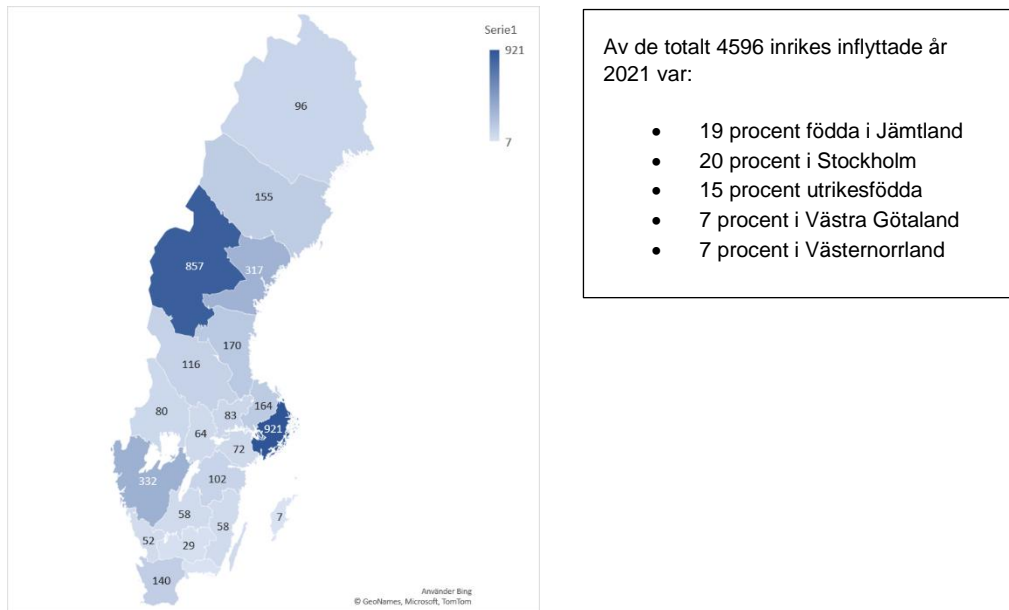 Serie1
921
7
96
155
857
317
170
116
80
64
83
164
921
72
332
102
58
58
7
52
29
140
Använder Bing
© GeoNames, Microsoft, TomTom
Av de totalt 4596 inrikes inflyttade år
2021 var:
• 19 procent födda i Jämtland
• 20 procent i Stockholm
• 15 procent utrikesfödda
• 7 procent i Västra Götaland
• 7 procent i Västernorrland